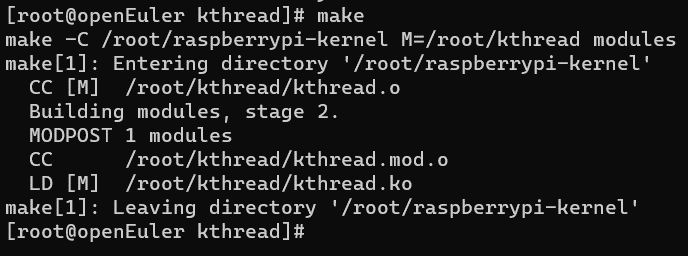 [root@openEuler kthread]# make
make -C /root/raspberrypi-kernel M=/root/kthread modules
make[1]: Entering directory '/root/raspberrypi-kernel'
  CC [M]  /root/kthread/kthread.o
  Building modules, stage 2.
  MODPOST 1 modules
  CC      /root/kthread/kthread.mod.o
  LD [M]  /root/kthread/kthread.ko
make[1]: Leaving directory '/root/raspberrypi-kernel'
[root@openEuler kthread]#